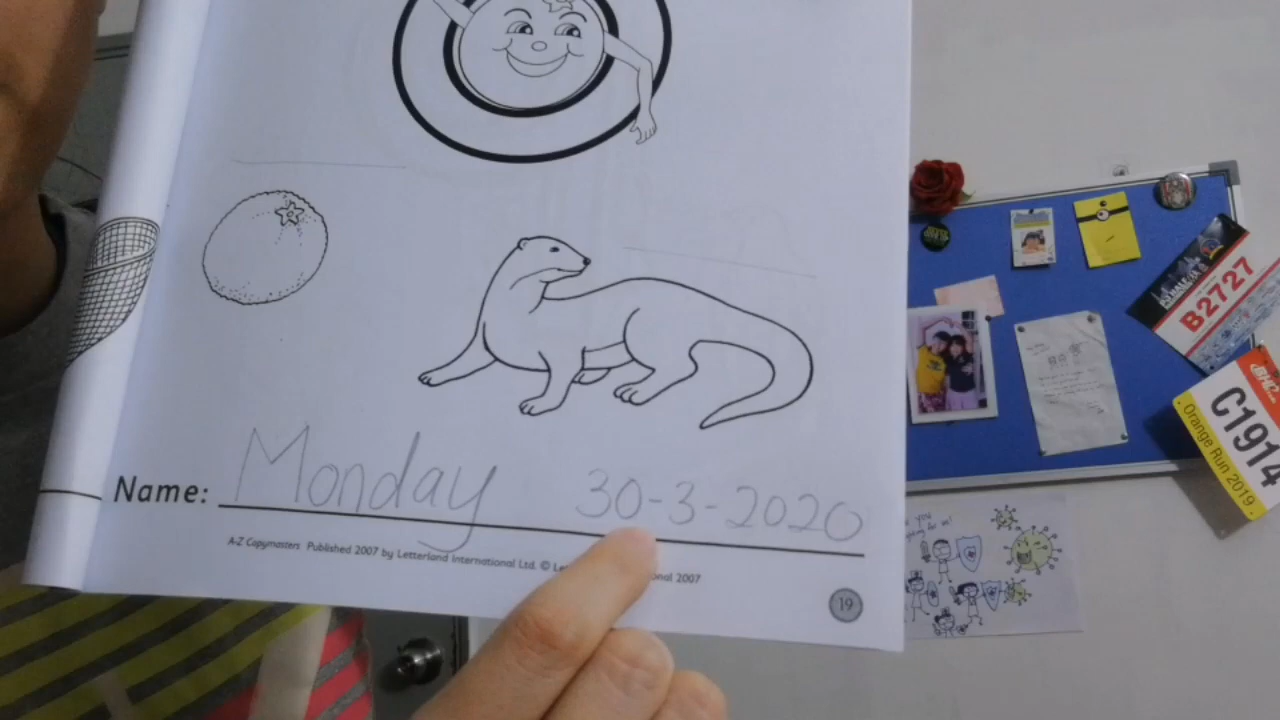 Name: Monday 30-3-2020
A-Z Copymasters Published 2007 by Letterland International Ltd. © 2007
19
B2727
C1914
Orange Run 2019
you